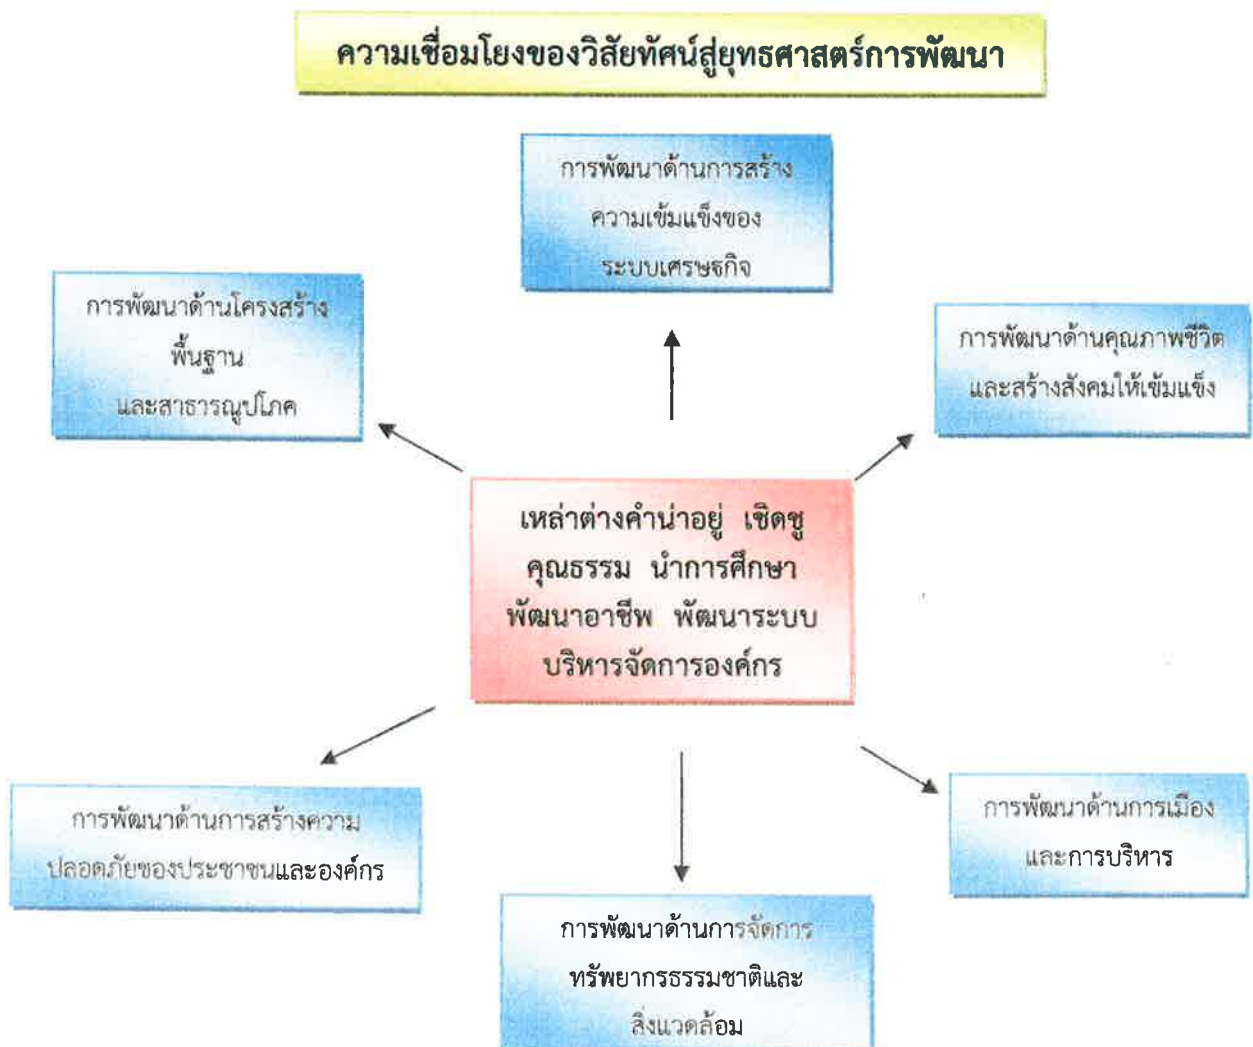 ความเชื่อมโยงของวิสัยทัศน์สู่ยุทธศาสตร์การพัฒนา
การพัฒนาด้านการสร้าง
ความเข้มแข็งของ
ระบบเศรษฐกิจ
การพัฒนาด้านโครงสร้าง
พื้นฐาน
และสาธารณูปโภค
การพัฒนาด้านคุณภาพชีวิต
และสร้างสังคมให้เข้มแข็ง
เหล่าต่างคำน่าอยู่ เชิดชู
คุณธรรม นำการศึกษา
พัฒนาอาชีพ พัฒนาระบบ
บริหารจัดการองค์กร
การพัฒนาด้านการสร้างความ
ปลอดภัยของประชาชนและองค์กร
การพัฒนาด้านการเมือง
และการบริหาร
การพัฒนาด้านการจัดการ
ทรัพยากรธรรมชาติและ
สิ่งแวดล้อม